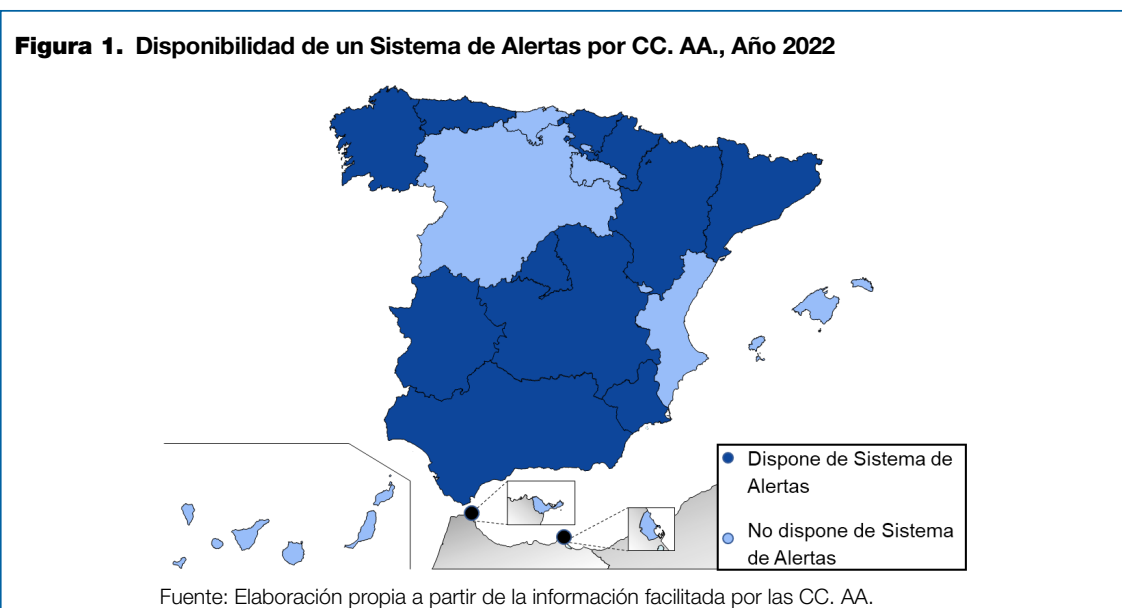 Figura 1. Disponibilidad de un Sistema de Alertas por CC. AA., Año 2022
Dispone de Sistema de
Alertas
No dispone de Sistema
de Alertas
Fuente: Elaboración propia a partir de la información facilitada por las CC. AA.